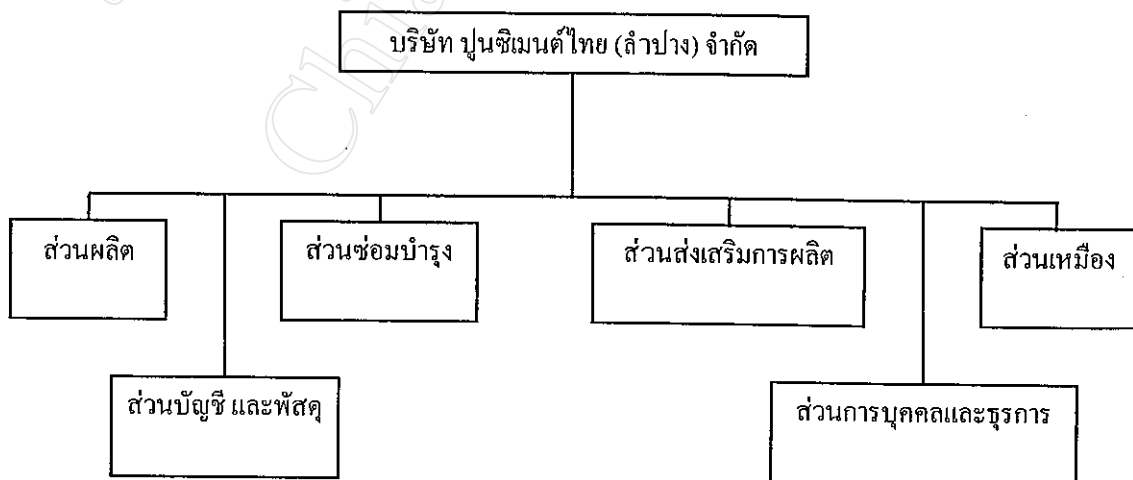 บริษัท ปูนซิเมนต์ไทย (ลำปาง) จำกัด
ส่วนผลิต
ส่วนซ่อมบำรุง
ส่วนส่งเสริมการผลิต
ส่วนเหมือง
ส่วนบัญชี และพัสดุ
ส่วนการบุคคลและธุรการ